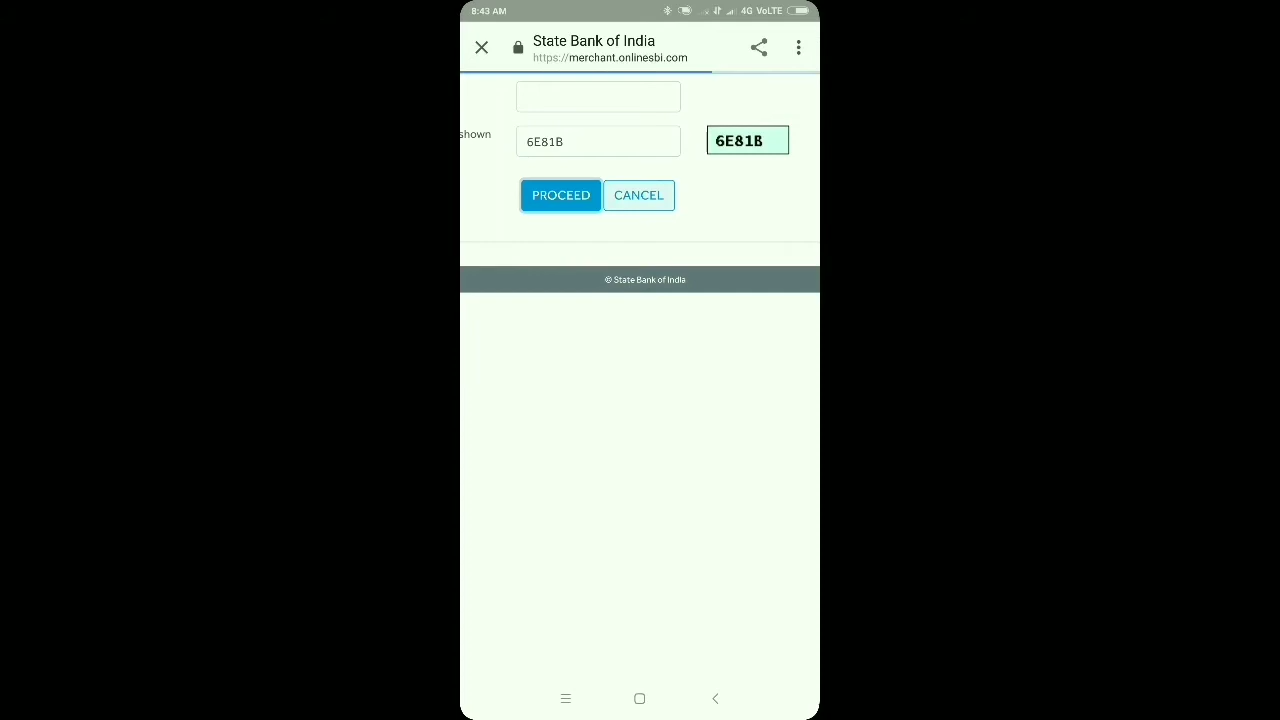 8:43 AM
4G VoLTE
State Bank of India
https://merchant.onlinesbi.com
shown
6E81B
6E81B
PROCEED
CANCEL
© State Bank of India